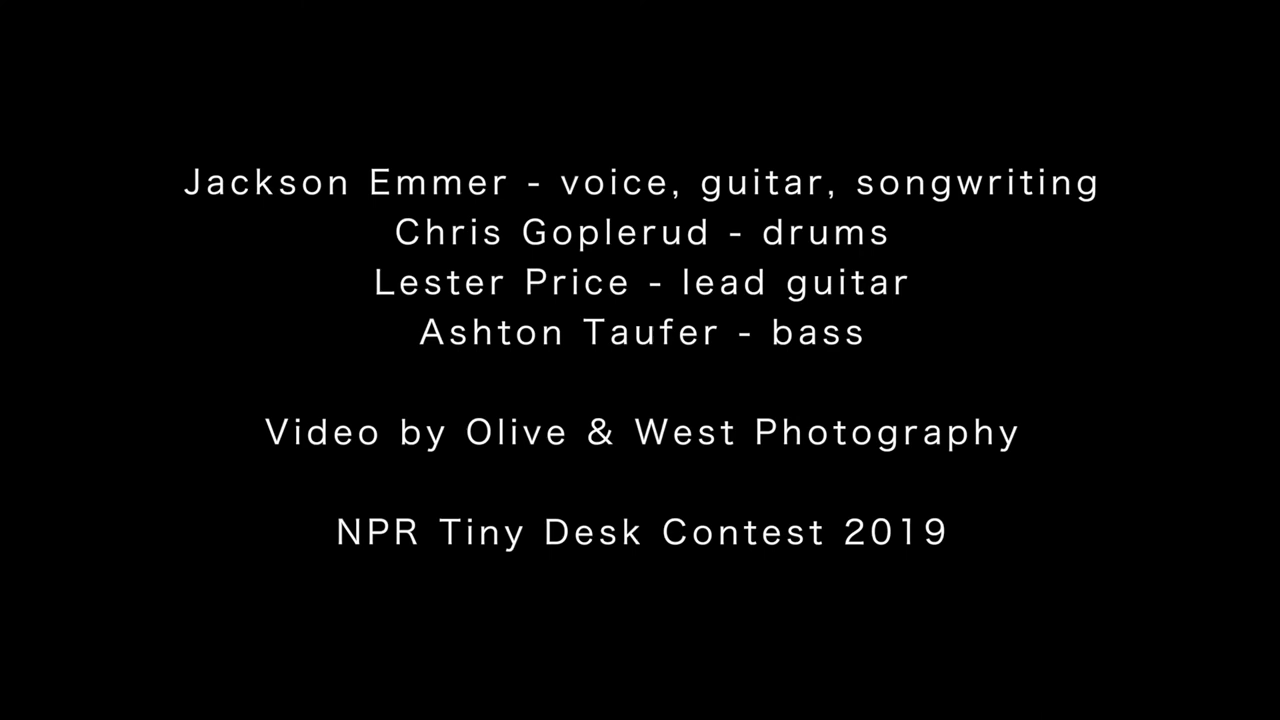 Jackson Emmer - voice, guitar, songwriting
Chris Goplerud - drums
Lester Price - lead guitar
Ashton Taufer - bass
Video by Olive & West Photography
NPR Tiny Desk Contest 2019